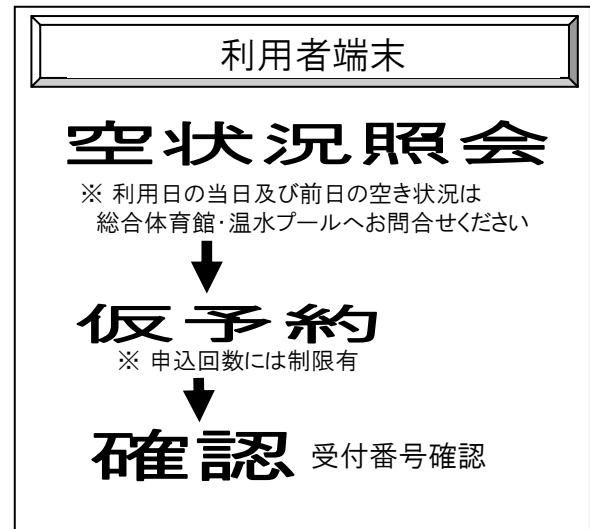 利用者端末
空状況照会
※ 利用日の当日及び前日の空き状況は
総合体育館・温水プールへお問合せください
仮予約
※ 申込回数には制限有
確認 受付番号確認